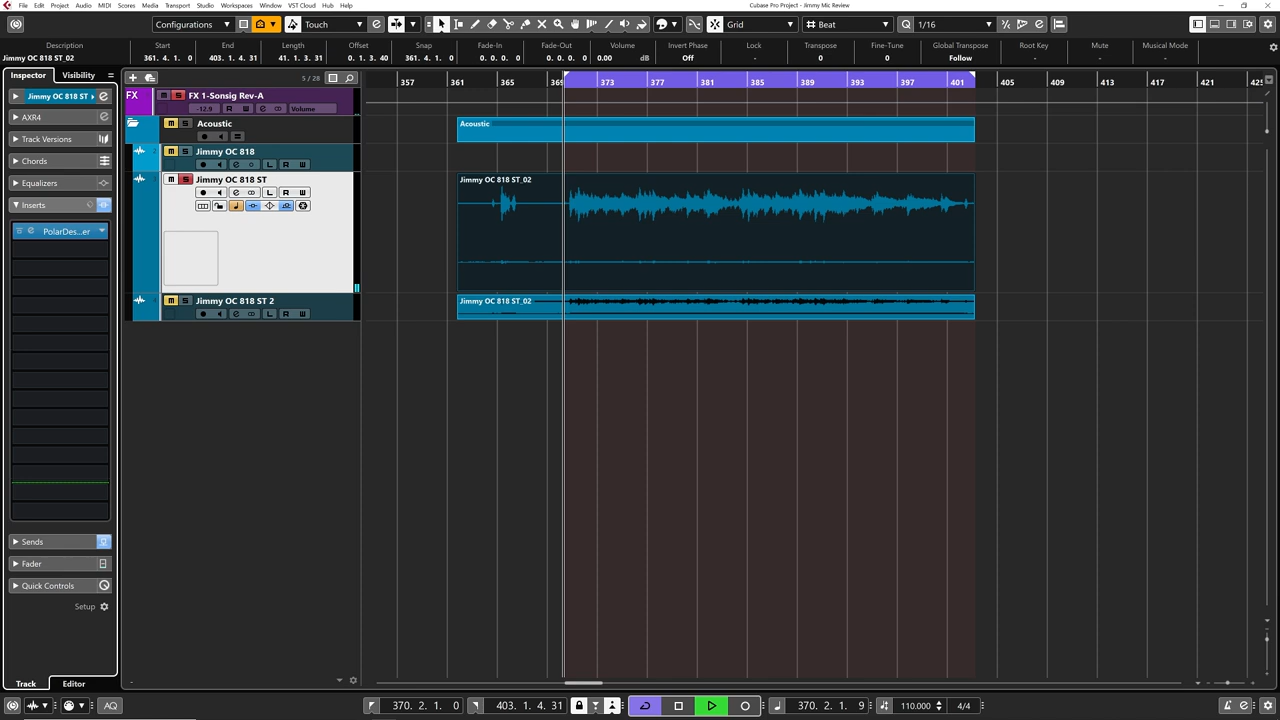 File Edit Project Audio MIDI Scores Media Transport Studio Workspaces Window VST Cloud Hub Help
Cubase Pro Project - Jimmy Mic Review
Configurations Touch Grid Beat Q 1/16
Description Start End Length Offset Snap Fade-In Fade-Out Volume Invert Phase Lock Transpose Fine-Tune Global Transpose Root Key Mute Musical Mode
Jimmy OC 818 ST_02 361. 4. 1. 0 403. 1. 4. 31 41. 1. 3. 31 0. 1. 3. 40 0. 0. 0. 0 0. 0. 0. 0 0. 0. 0. 0 0.00 dB Off - 0 0 Follow - - -
Inspector Visibility
5 / 28
357 361 365 369 373 377 381 385 389 393 397 401 405 409 413 417 421 425
Jimmy OC 818 ST
FX m S FX 1-Sonsig Rev-A
-12.9 R W Volume
AXR4
m S Acoustic
Acoustic
Track Versions
m S Jimmy OC 818
Chords
e L R W
m S Jimmy OC 818 ST
Jimmy OC 818 ST_02
Equalizers
e L R W
Inserts
PolarDes...er
m S Jimmy OC 818 ST 2
Jimmy OC 818 ST_02
e L R W
Sends
Fader
Quick Controls
Setup
Track Editor
AQ 370. 2. 1. 0 403. 1. 4. 31 370. 2. 1. 9 110.000 4/4